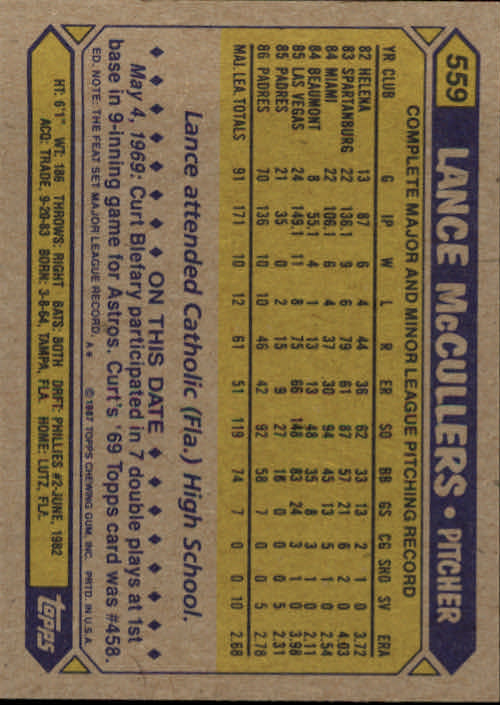 559 LANCE McCULLERS • PITCHER
COMPLETE MAJOR AND MINOR LEAGUE PITCHING RECORD
YR CLUB G IP W L R ER SO BB GS CG SHO SV ERA
82 HELENA 13 87 6 4 44 36 62 33 13 2 1 0 3.72
83 SPARTANBURG 22 136.1 9 6 79 61 87 57 21 6 2 0 4.03
84 MIAMI 22 106.1 6 4 37 30 94 45 13 5 2.54
84 BEAUMONT 8 55.1 4 1 13 13 48 35 8 3 1 0 2.11
85 LAS VEGAS 24 149.1 11 8 75 66 148 83 24 3 1 0 3.98
85 PADRES 21 35 0 2 15 9 27 16 0 0 0 5 2.31
86 PADRES 70 136 10 10 46 42 92 58 7 0 0 5 2.78
MAJ. LEA. TOTALS 91 171 10 12 61 51 119 74 7 0 0 10 2.68
Lance attended Catholic (Fla.) High School.
◆ ◆ ◆ ◆ ◆ ◆ ON THIS DATE ◆ ◆ ◆ ◆ ◆ ◆
May 4, 1969: Curt Blefary participated in 7 double plays at 1st
base in 9-inning game for Astros. Curt's '69 Topps card was #458.
ED. NOTE: THE FEAT SET MAJOR LEAGUE RECORD. A* © 1987 TOPPS CHEWING GUM, INC. PRTD. IN U.S.A.
HT: 6'1" WT: 186 THROWS: RIGHT BATS: BOTH DRFT: PHILLIES #2-JUNE, 1982
ACQ: TRADE, 9-20-83 BORN: 3-8-64, TAMPA, FLA. HOME: LUTZ, FLA.
TOPPS